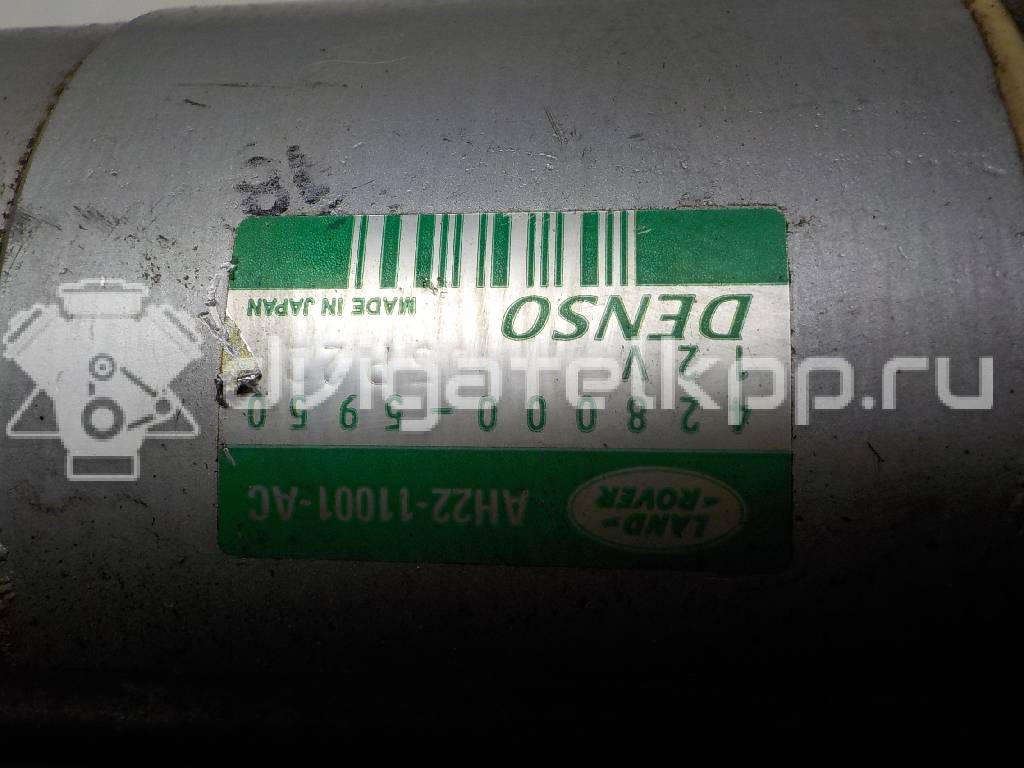 LAND-
-ROVER
AH22-11001-AC
428000-5950
12V
DENSO
MADE IN JAPAN
dvigatelkpp.ru